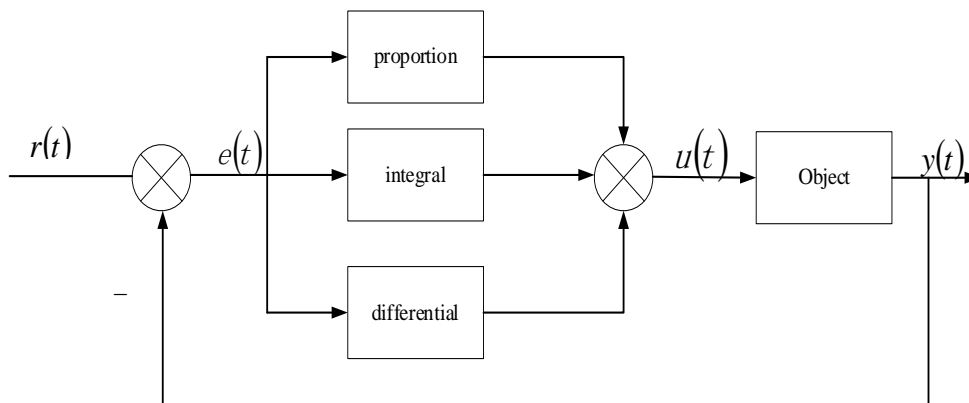 proportion
r(t)
e(t)
integral
u(t)
Object
y(t)
−
differential